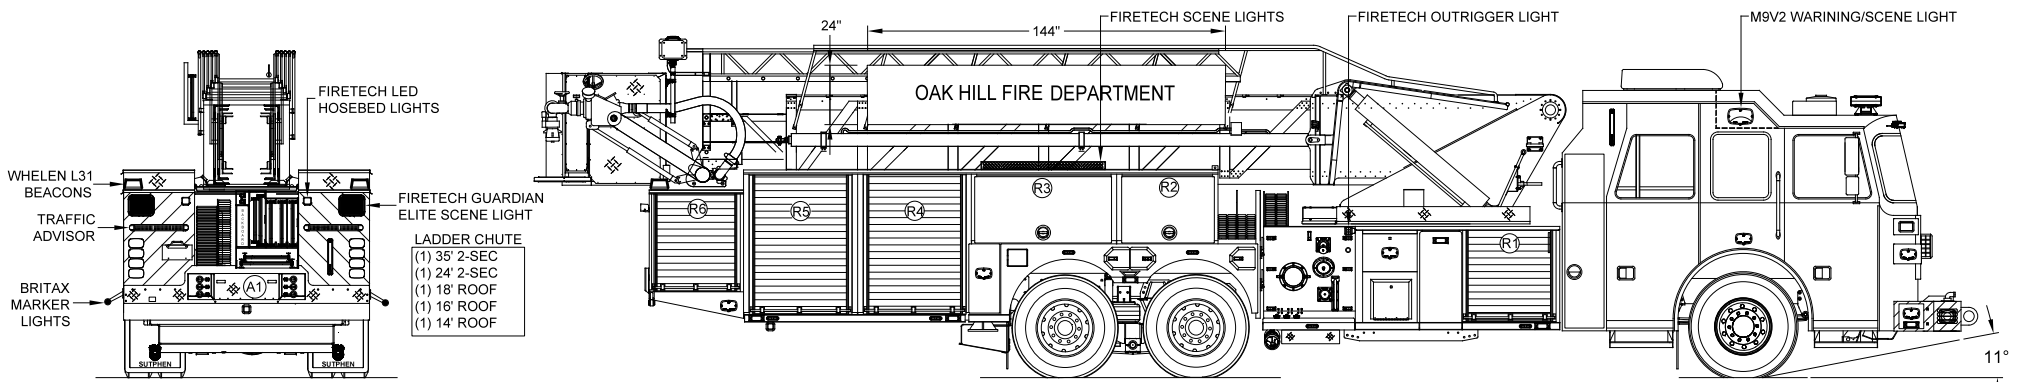 FIRETECH LED
HOSEBED LIGHTS
WHELEN L31
BEACONS
FIRETECH GUARDIAN
ELITE SCENE LIGHT
TRAFFIC
ADVISOR
LADDER CHUTE
(1) 35' 2-SEC
(1) 24' 2-SEC
(1) 18' ROOF
(1) 16' ROOF
(1) 14' ROOF
BRITAX
MARKER
LIGHTS
A1
SUTPHEN
SUTPHEN
FIRETECH SCENE LIGHTS
FIRETECH OUTRIGGER LIGHT
M9V2 WARINING/SCENE LIGHT
24"
144"
OAK HILL FIRE DEPARTMENT
R6
R5
R4
R3
R2
R1
11°